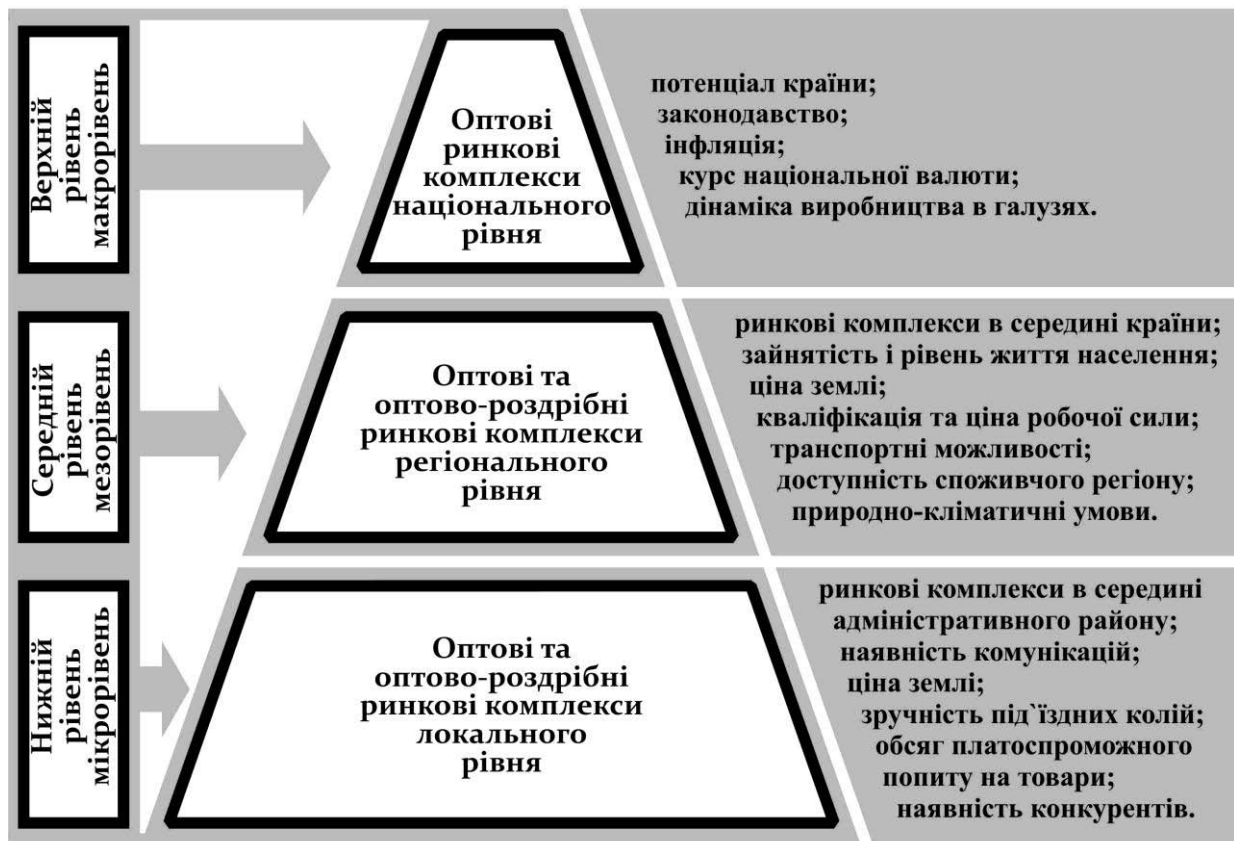 Верхній
рівень
макрорівень
Оптові
ринкові
комплекси
національного
рівня
потенціал країни;
законодавство;
інфляція;
курс національної валюти;
дінаміка виробництва в галузях.
Середній
рівень
мезорівень
Оптові та
оптово-роздрібні
ринкові комплекси
регіонального
рівня
ринкові комплекси в середині країни;
зайнятість і рівень життя населення;
ціна землі;
кваліфікація та ціна робочої сили;
транспортні можливості;
доступність споживчого регіону;
природно-кліматичні умови.
Нижній
рівень
мікрорівень
Оптові та
оптово-роздрібні
ринкові комплекси
локального
рівня
ринкові комплекси в середині
адміністративного району;
наявність комунікацій;
ціна землі;
зручність під`їздних колій;
обсяг платоспроможного
попиту на товари;
наявність конкурентів.